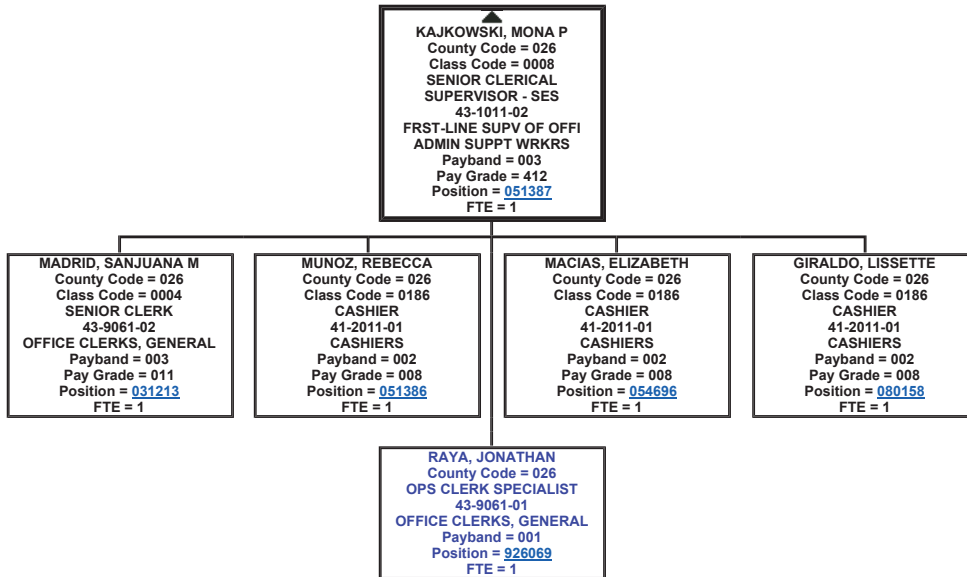 KAJKOWSKI, MONA P
County Code = 026
Class Code = 0008
SENIOR CLERICAL
SUPERVISOR - SES
43-1011-02
FRST-LINE SUPV OF OFFI
ADMIN SUPPT WRKRS
Payband = 003
Pay Grade = 412
Position = 051387
FTE = 1
MADRID, SANJUANA M
County Code = 026
Class Code = 0004
SENIOR CLERK
43-9061-02
OFFICE CLERKS, GENERAL
Payband = 003
Pay Grade = 011
Position = 031213
FTE = 1
MUNOZ, REBECCA
County Code = 026
Class Code = 0186
CASHIER
41-2011-01
CASHIERS
Payband = 002
Pay Grade = 008
Position = 051386
FTE = 1
MACIAS, ELIZABETH
County Code = 026
Class Code = 0186
CASHIER
41-2011-01
CASHIERS
Payband = 002
Pay Grade = 008
Position = 054696
FTE = 1
GIRALDO, LISSETTE
County Code = 026
Class Code = 0186
CASHIER
41-2011-01
CASHIERS
Payband = 002
Pay Grade = 008
Position = 080158
FTE = 1
RAYA, JONATHAN
County Code = 026
OPS CLERK SPECIALIST
43-9061-01
OFFICE CLERKS, GENERAL
Payband = 001
Position = 926069
FTE = 1